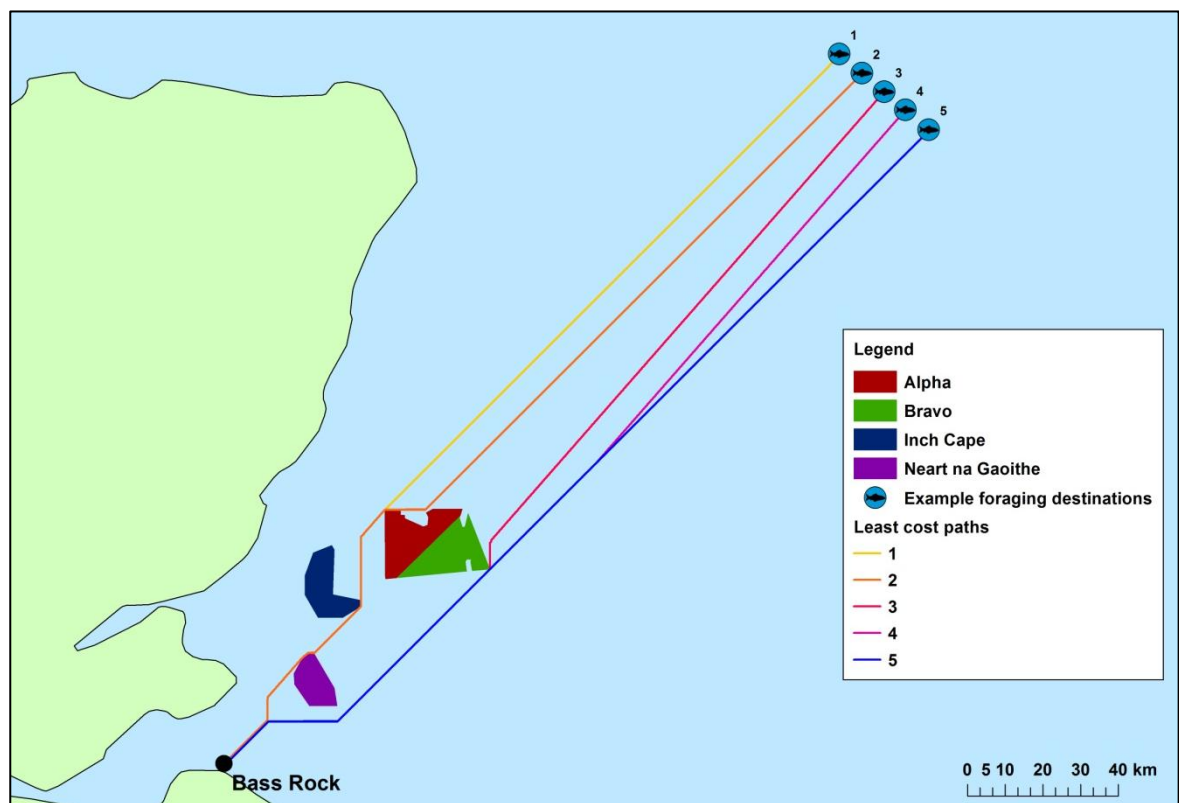 1
2
3
4
5
Legend
Alpha
Bravo
Inch Cape
Neart na Gaoithe
Example foraging destinations
Least cost paths
1
2
3
4
5
Bass Rock
0 5 10 20 30 40 km